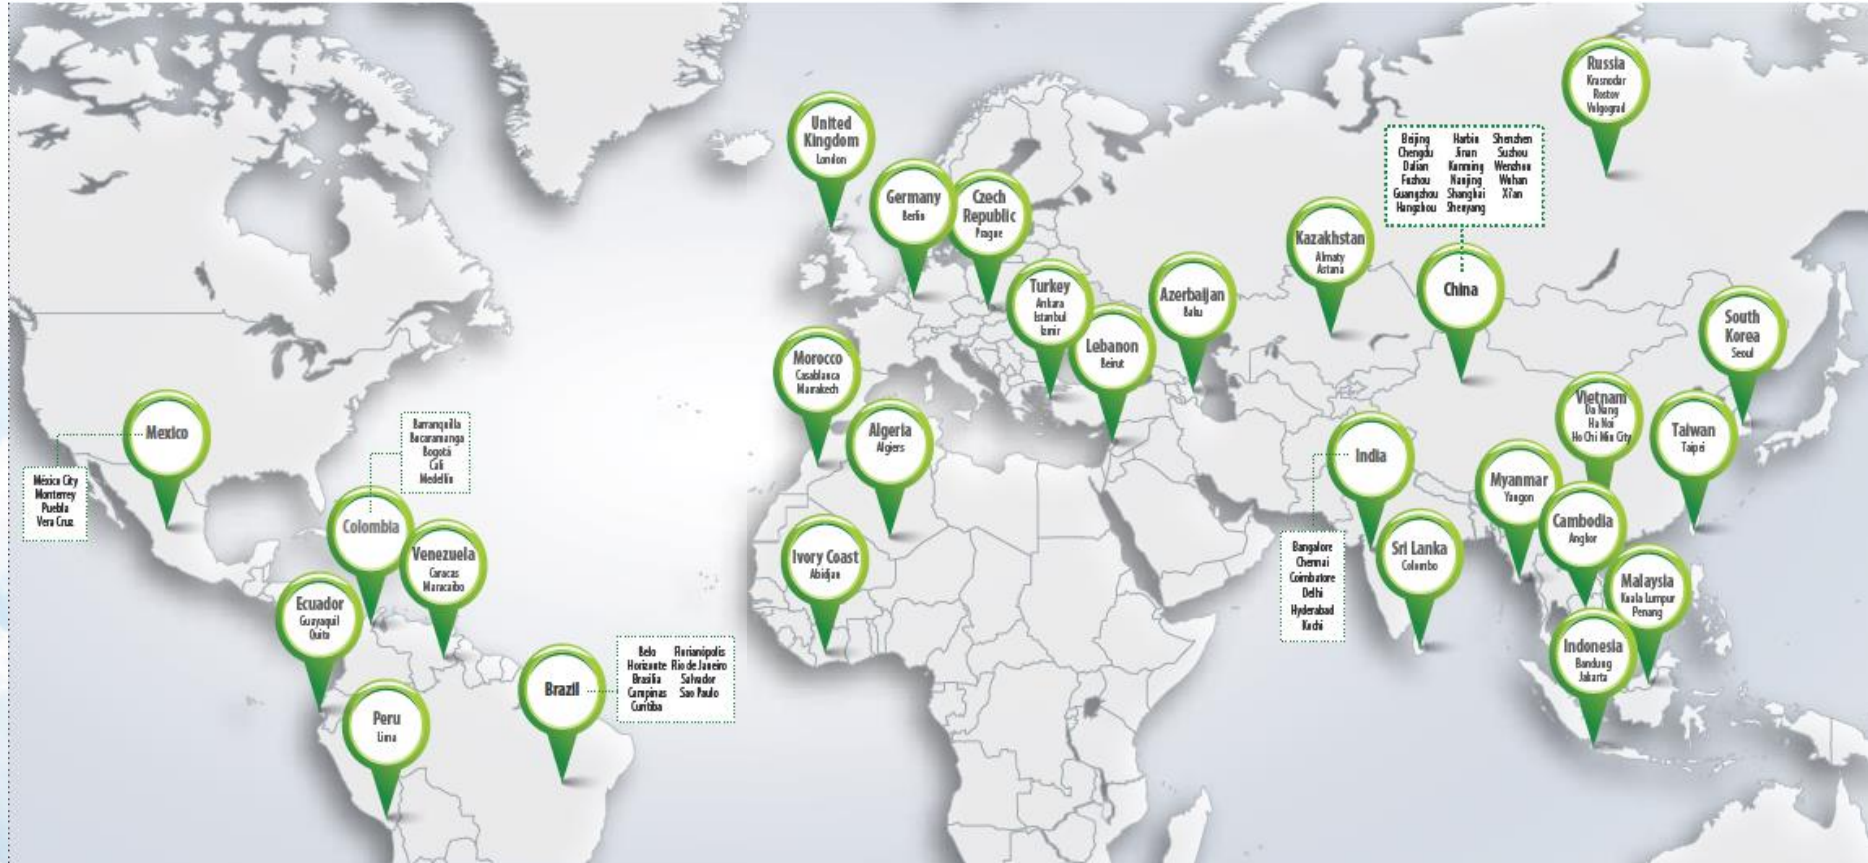 Russia
Krasnodar
Rostov
Volgograd
United
Kingdom
London
Beijing Harbin Shenzhen
Chengdu Jinan Suzhou
Dalian Kunming Wenzhou
Fuzhou Nanjing Wuhan
Guangzhou Shanghai Xi'an
Hangzhou Shenyang
Germany
Berlin
Czech
Republic
Prague
Kazakhstan
Almaty
Astana
China
Turkey
Ankara
Istanbul
Izmir
Azerbaijan
Baku
Lebanon
Beirut
South
Korea
Seoul
Morocco
Casablanca
Marrakech
Algeria
Algiers
Mexico
México City
Monterrey
Puebla
Vera Cruz
Barranquilla
Bucaramanga
Bogotá
Cali
Medellín
Colombia
Venezuela
Caracas
Maracaibo
Ecuador
Guayaquil
Quito
Peru
Lima
Brazil
Belo Florianópolis
Horizonte Rio de Janeiro
Brasilia Salvador
Campinas Sao Paulo
Curitiba
Ivory Coast
Abidjan
India
Bangalore
Chennai
Coimbatore
Delhi
Hyderabad
Kochi
Sri Lanka
Colombo
Vietnam
Da Nang
Ha Noi
Ho Chi Min City
Taiwan
Taipei
Myanmar
Yangon
Cambodia
Angkor
Malaysia
Kuala Lumpur
Penang
Indonesia
Bandung
Jakarta